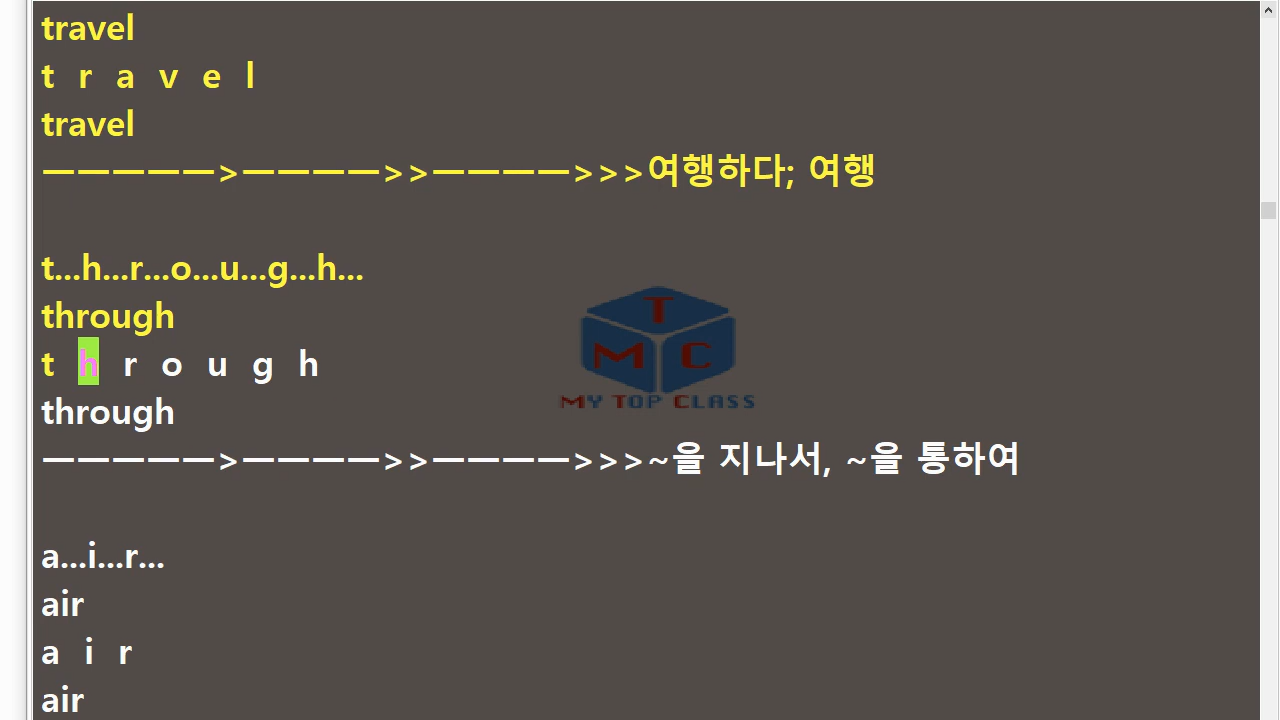 travel
t r a v e l
travel
—————>————>>————>>>여행하다; 여행
t...h...r...o...u...g...h...
through
t h r o u g h
through
—————>————>>————>>>~을 지나서, ~을 통하여
a...i...r...
air
a i r
air
T
M C
MY TOP CLASS